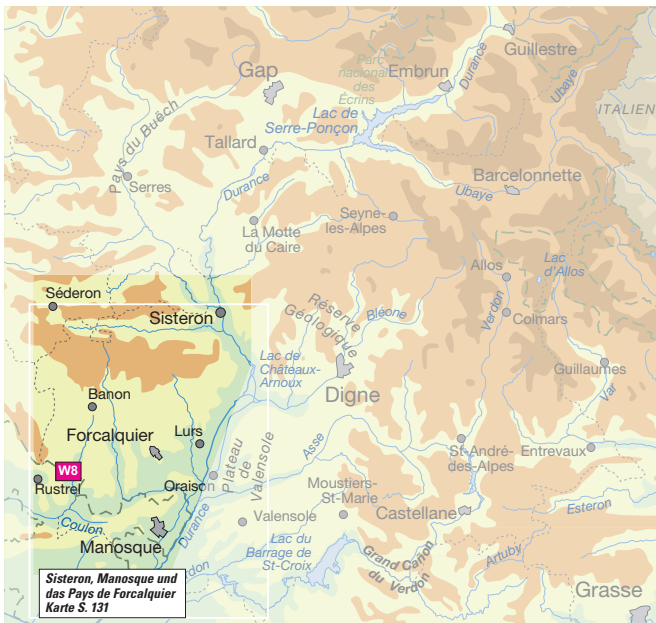 Guillestre
Durance
Parc
national
des
Écrins
Embrun
Gap
Ubaye
ITALIEN
Lac de
Serre-Ponçon
Pays du Buëch
Tallard
Serres
Durance
Barcelonnette
Ubaye
Seyne-
les-Alpes
La Motte
du Caire
Allos
Lac
d'Allos
Séderon
Sisteron
Réserve
Géologique
Bléone
Verdon
Colmars
Lac de
Châteaux-
Arnoux
Guillaumes
Var
Digne
Banon
Forcalquier
Lurs
Asse
St-André-
des-Alpes
Entrevaux
W8
Rustrel
Oraison
Plateau
de
Valensole
Moustiers-
St-Marie
Castellane
Esteron
Coulon
Manosque
Durance
Valensole
Lac du
Barrage de
St-Croix
Grand Cañon
du Verdon
Artuby
rdon
Grasse
Sisteron, Manosque und
das Pays de Forcalquier
Karte S. 131